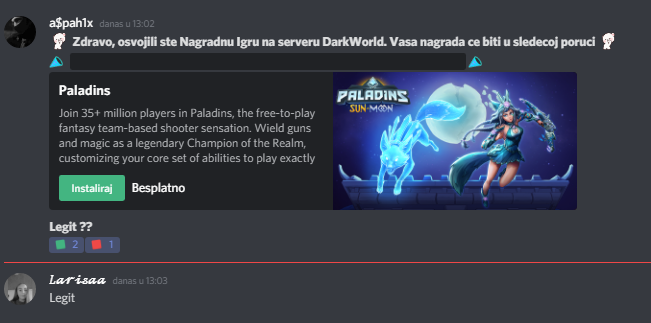 a$pah1x danas u 13:02
Zdravo, osvojili ste Nagradnu Igru na serveru DarkWorld. Vasa nagrada ce biti u sledecoj poruci
Paladins
Join 35+ million players in Paladins, the free-to-play
fantasy team-based shooter sensation. Wield guns
and magic as a legendary Champion of the Realm,
customizing your core set of abilities to play exactly
Instaliraj Besplatno
PALADINS
SUN & MOON
Legit ??
2 1
𝓛𝓪𝓻𝓲𝓼𝓪𝓪 danas u 13:03
Legit